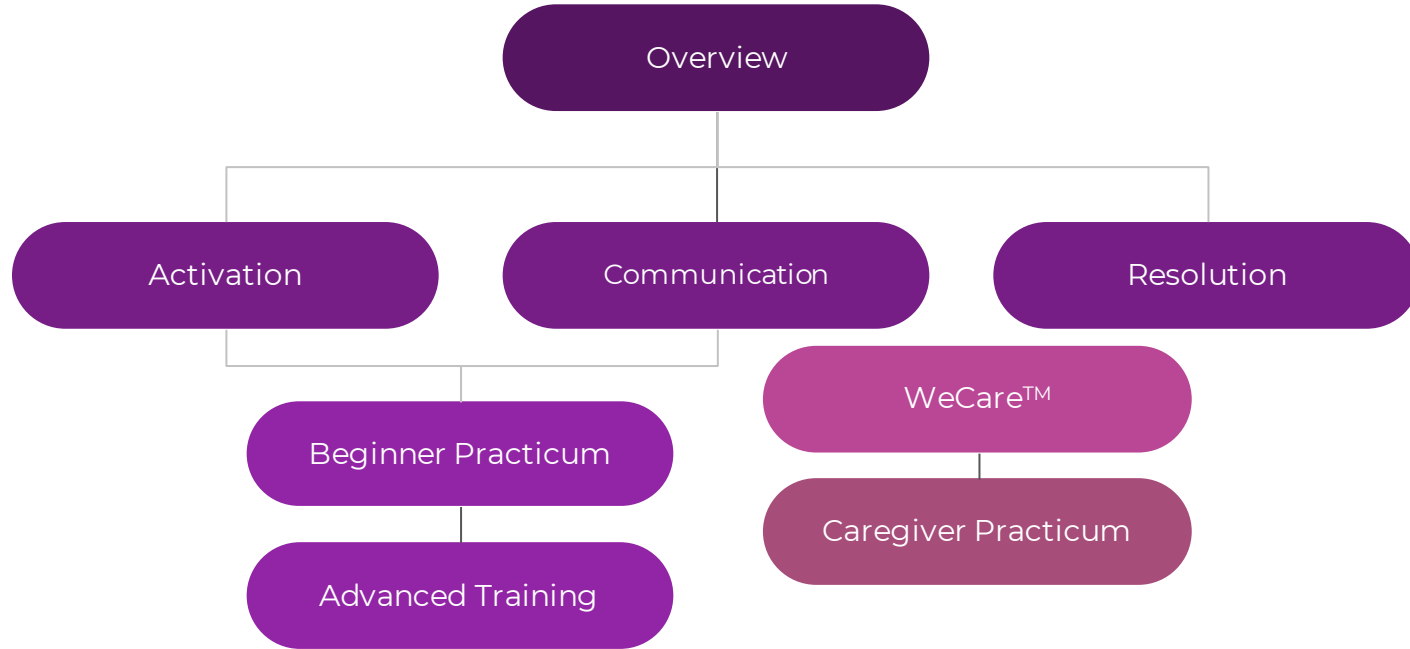 Overview
Activation
Communication
Resolution
WeCare™
Beginner Practicum
Caregiver Practicum
Advanced Training